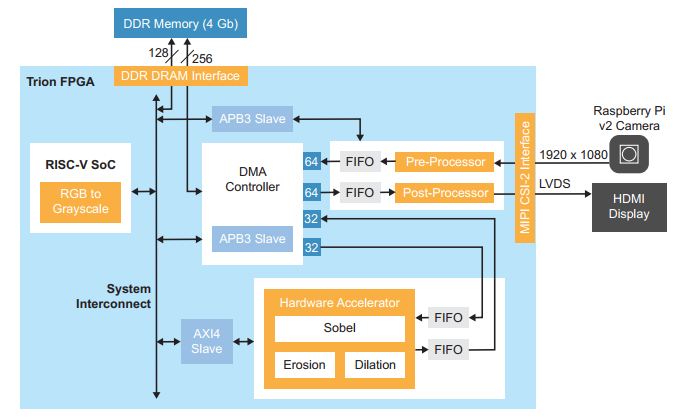 DDR Memory (4 Gb)
128
256
DDR DRAM Interface
Trion FPGA
APB3 Slave
RISC-V SoC
RGB to
Grayscale
DMA
Controller
64
FIFO
Pre-Processor
64
FIFO
Post-Processor
32
APB3 Slave
32
MIPI CSI-2 Interface
1920 x 1080
LVDS
Raspberry Pi
v2 Camera
HDMI
Display
System
Interconnect
AXI4
Slave
Hardware Accelerator
Sobel
Erosion
Dilation
FIFO
FIFO